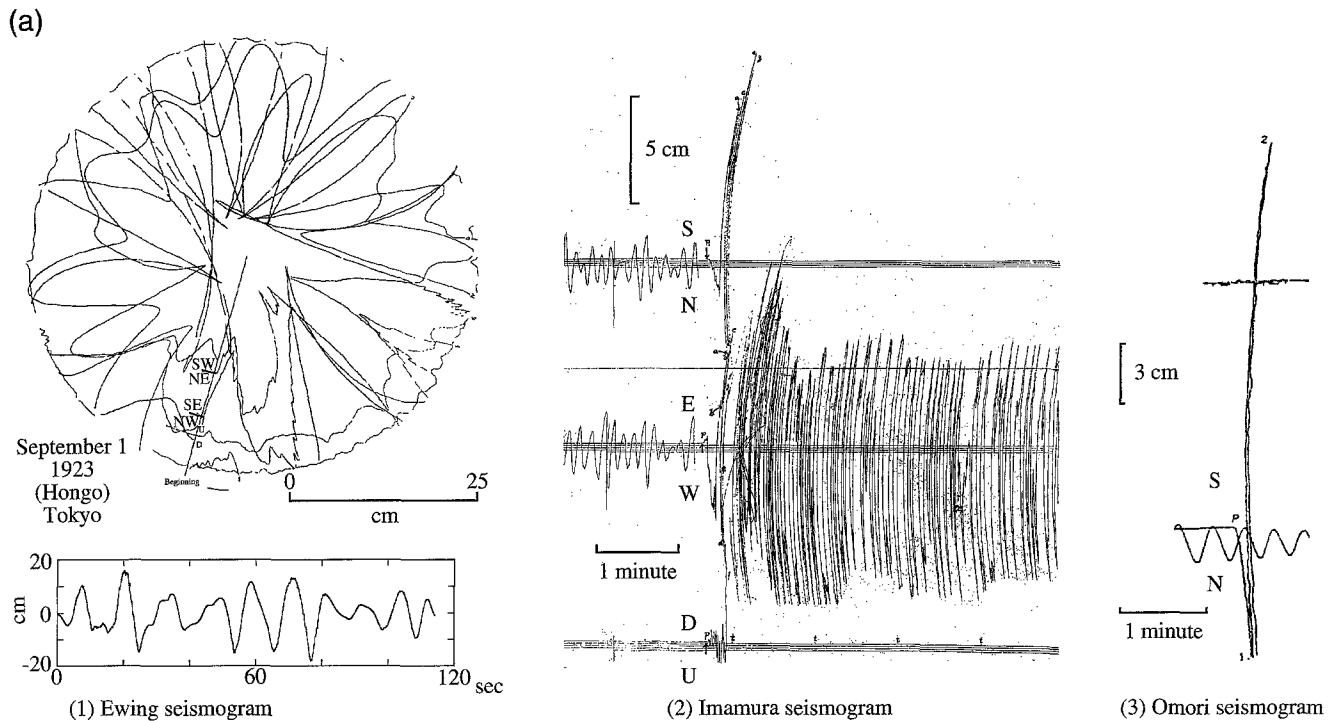 (a)
SW
NE
SE
NW
September 1
1923
(Hongo)
Tokyo
Beginning
0 25
cm
20
cm 0
-20
0 60 120 sec
(1) Ewing seismogram
5 cm
S
N
E
W
1 minute
D
U
(2) Imamura seismogram
2
3 cm
S
P
N
1 minute
1
(3) Omori seismogram